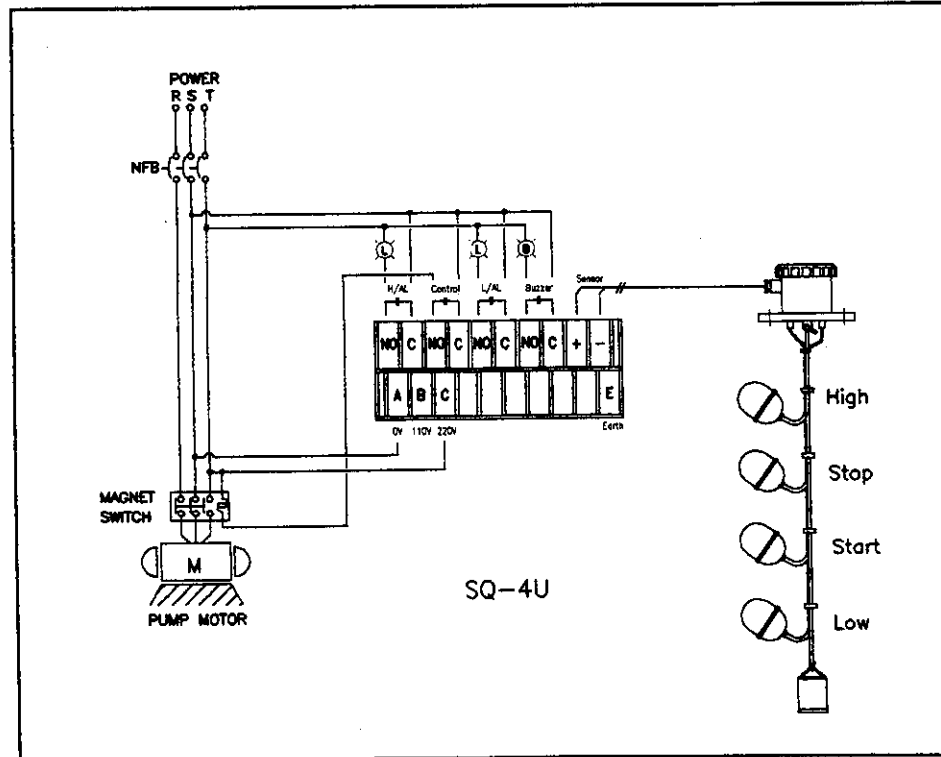 POWER
R S T
NFB
L L B
H/AL Control L/AL Buzzer Sensor
NO C NO C NO C NO C + -
A B C E
0V 110V 220V Earth
MAGNET
SWITCH
M
PUMP MOTOR
SQ-4U
High
Stop
Start
Low